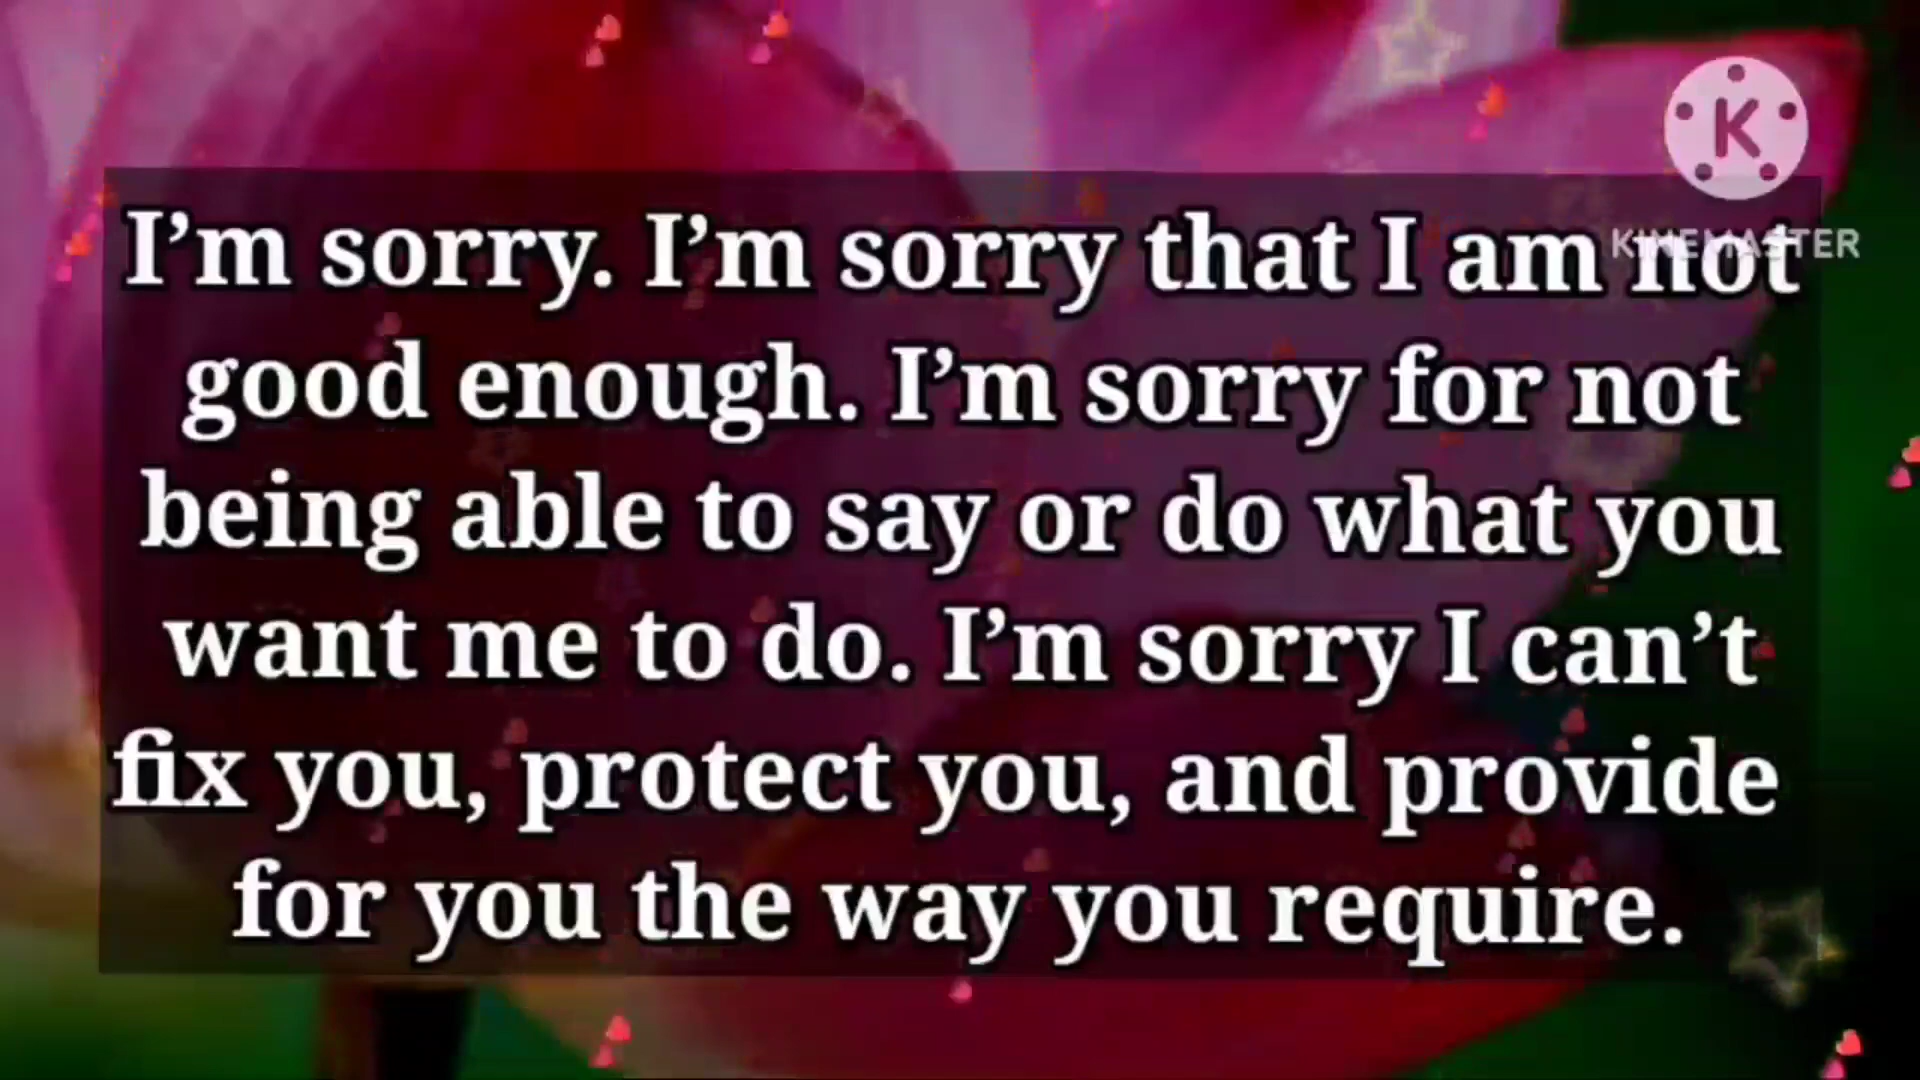 K
KINEMASTER
I’m sorry. I’m sorry that I am not
good enough. I’m sorry for not
being able to say or do what you
want me to do. I’m sorry I can’t
fix you, protect you, and provide
for you the way you require.